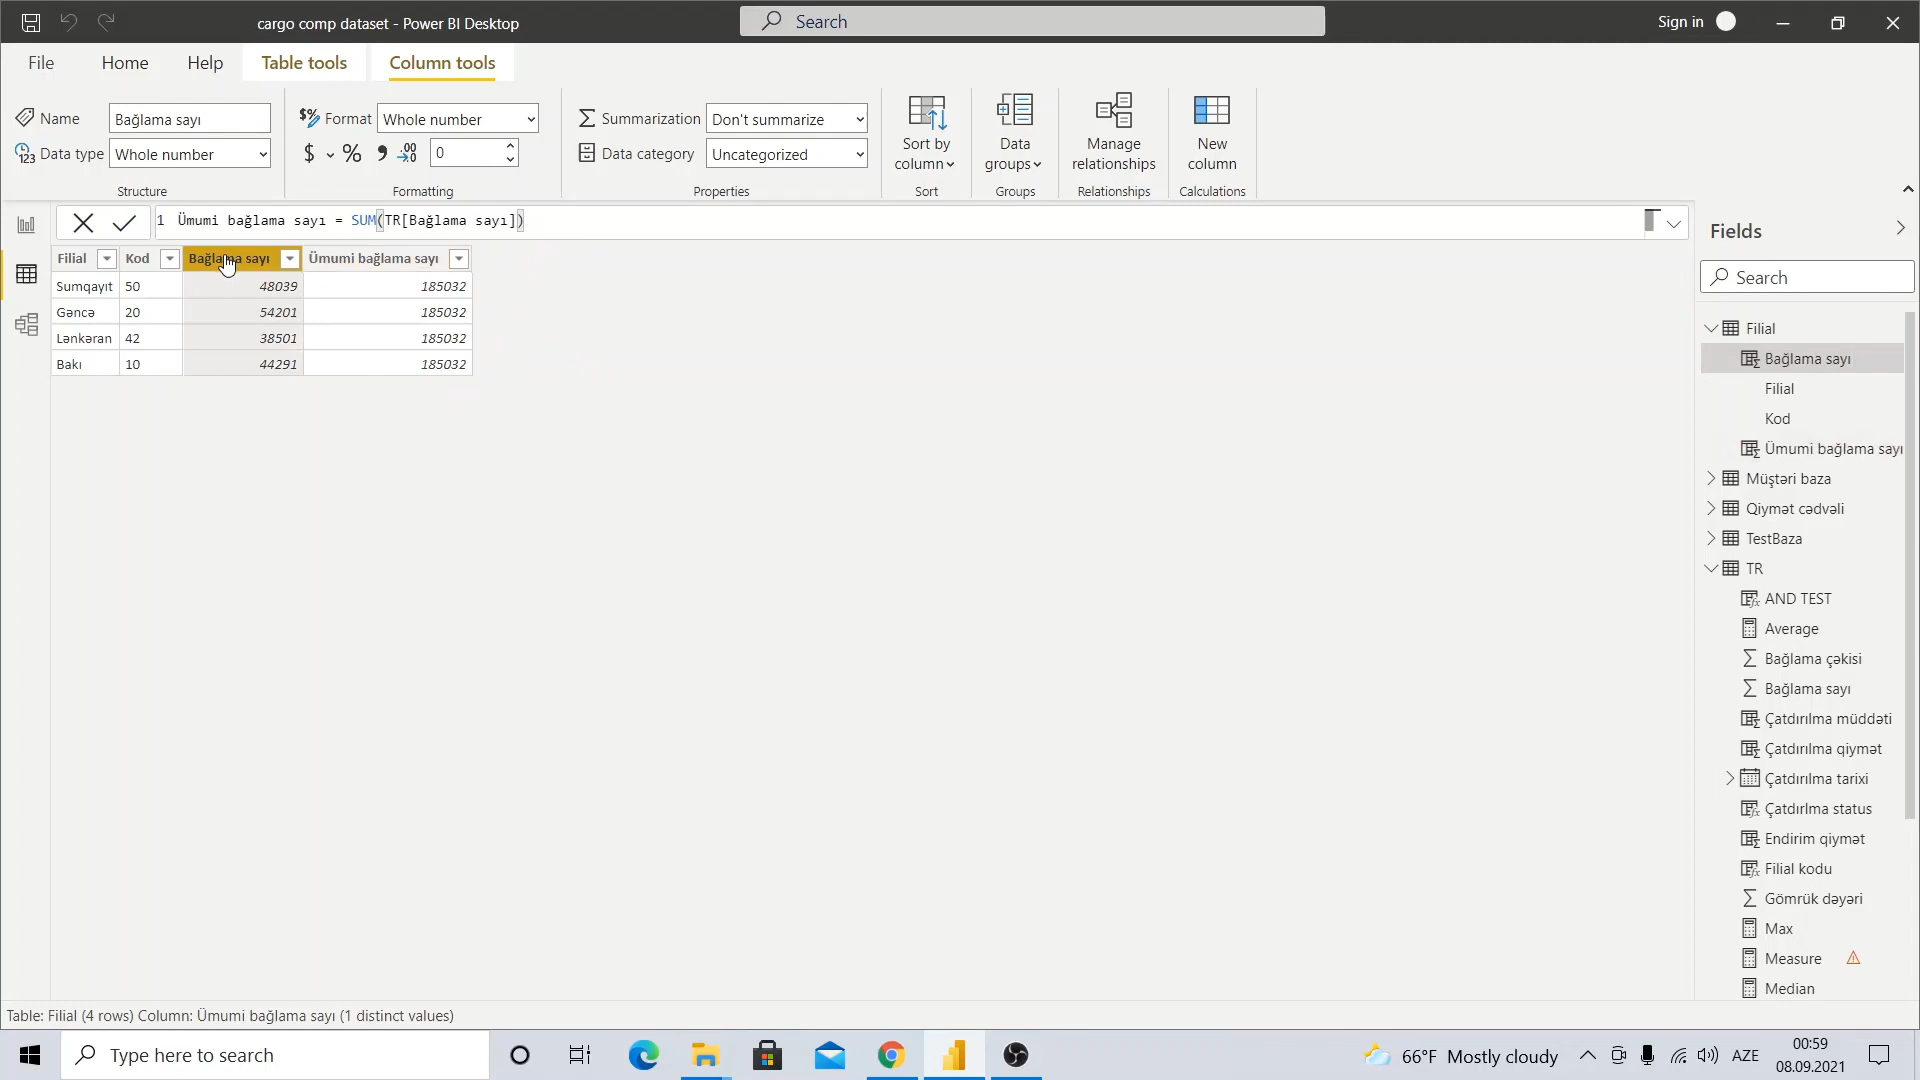 cargo comp dataset - Power BI Desktop
Search
Sign in
File Home Help Table tools Column tools
Name Bağlama sayı
Format Whole number
Summarization Don't summarize
Data type Whole number
$ % 0
Data category Uncategorized
Sort by column
Data groups
Manage relationships
New column
Structure Formatting Properties Sort Groups Relationships Calculations
1 Ümumi bağlama sayı = SUM(TR[Bağlama sayı])
Filial Kod Bağlama sayı Ümumi bağlama sayı
Sumqayıt 50 48039 185032
Gəncə 20 54201 185032
Lənkəran 42 38501 185032
Bakı 10 44291 185032
Fields
Search
Filial
Bağlama sayı
Filial
Kod
Ümumi bağlama sayı
Müştəri baza
Qiymət cədvəli
TestBaza
TR
AND TEST
Average
Bağlama çəkisi
Bağlama sayı
Çatdırılma müddəti
Çatdırılma qiymət
Çatdırılma tarixi
Çatdırlma status
Endirim qiymət
Filial kodu
Gömrük dəyəri
Max
Measure
Median
Table: Filial (4 rows) Column: Ümumi bağlama sayı (1 distinct values)
Type here to search
66°F Mostly cloudy
AZE
00:59
08.09.2021